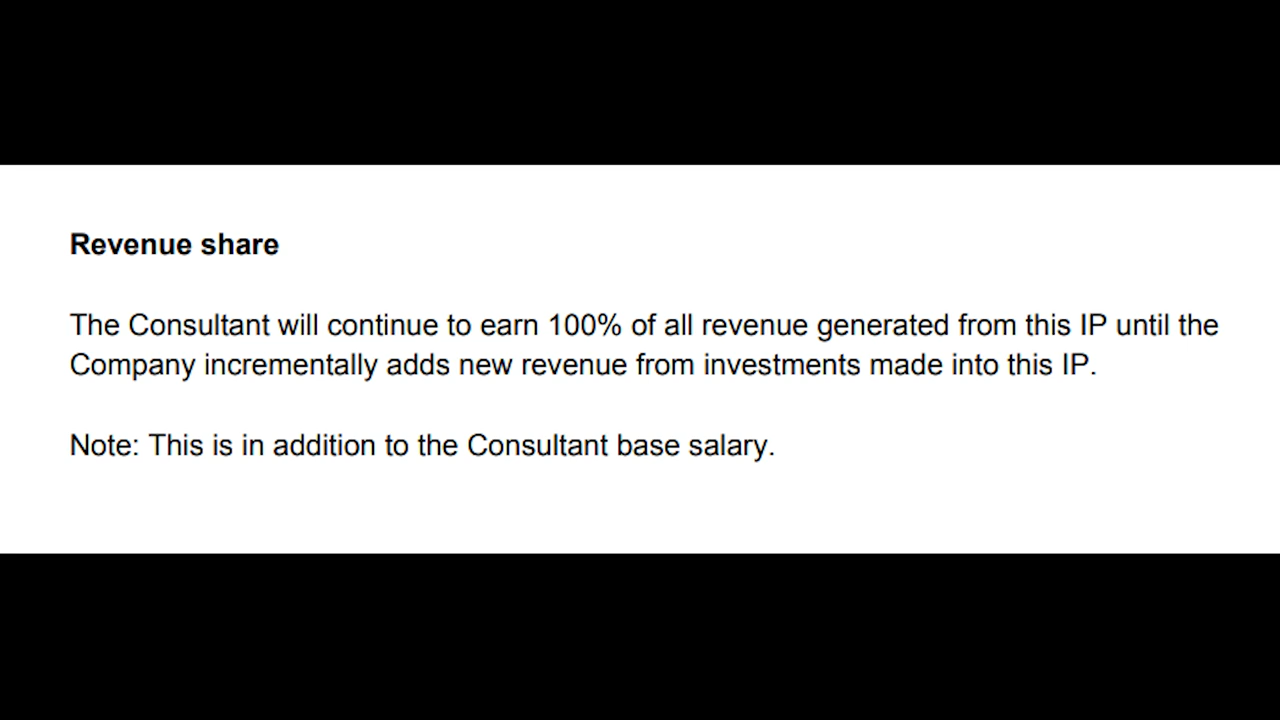 Revenue share
The Consultant will continue to earn 100% of all revenue generated from this IP until the
Company incrementally adds new revenue from investments made into this IP.
Note: This is in addition to the Consultant base salary.